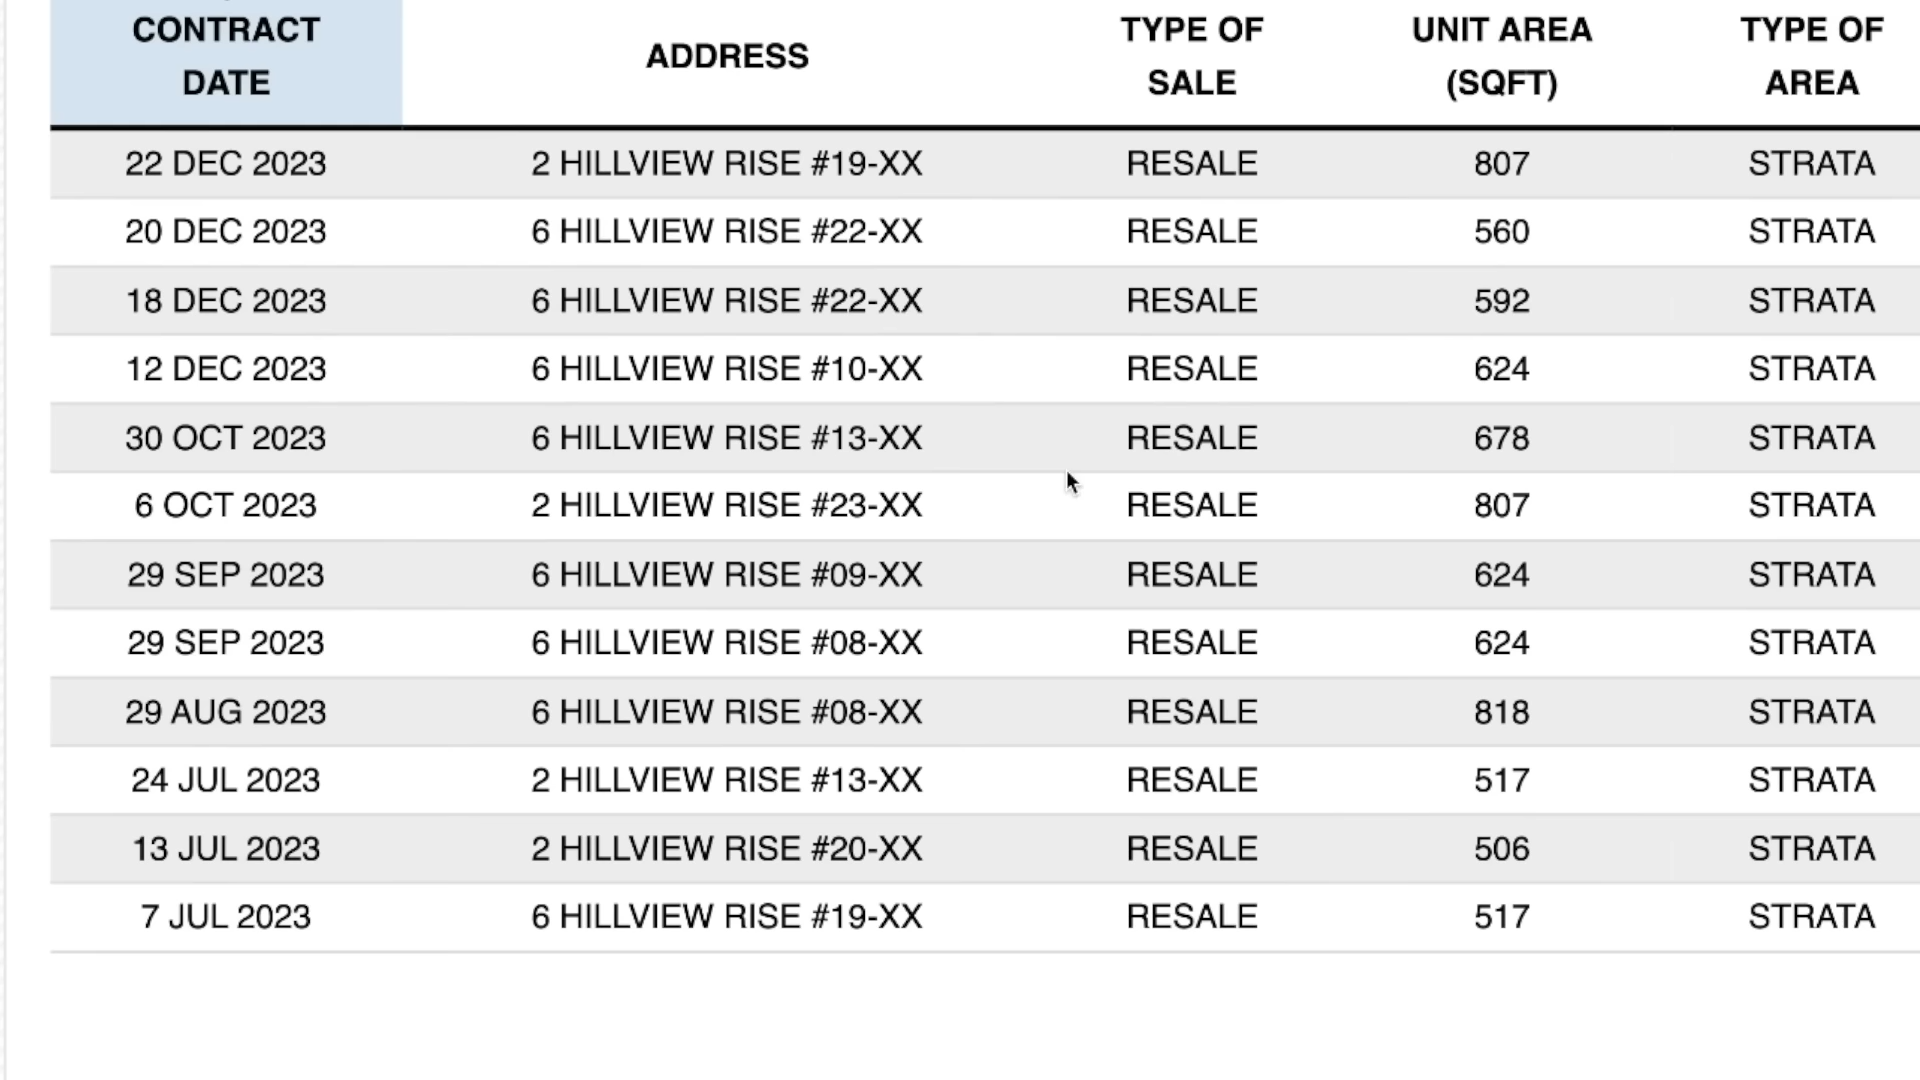 CONTRACT DATE ADDRESS TYPE OF SALE UNIT AREA (SQFT) TYPE OF AREA
22 DEC 2023 2 HILLVIEW RISE #19-XX RESALE 807 STRATA
20 DEC 2023 6 HILLVIEW RISE #22-XX RESALE 560 STRATA
18 DEC 2023 6 HILLVIEW RISE #22-XX RESALE 592 STRATA
12 DEC 2023 6 HILLVIEW RISE #10-XX RESALE 624 STRATA
30 OCT 2023 6 HILLVIEW RISE #13-XX RESALE 678 STRATA
6 OCT 2023 2 HILLVIEW RISE #23-XX RESALE 807 STRATA
29 SEP 2023 6 HILLVIEW RISE #09-XX RESALE 624 STRATA
29 SEP 2023 6 HILLVIEW RISE #08-XX RESALE 624 STRATA
29 AUG 2023 6 HILLVIEW RISE #08-XX RESALE 818 STRATA
24 JUL 2023 2 HILLVIEW RISE #13-XX RESALE 517 STRATA
13 JUL 2023 2 HILLVIEW RISE #20-XX RESALE 506 STRATA
7 JUL 2023 6 HILLVIEW RISE #19-XX RESALE 517 STRATA